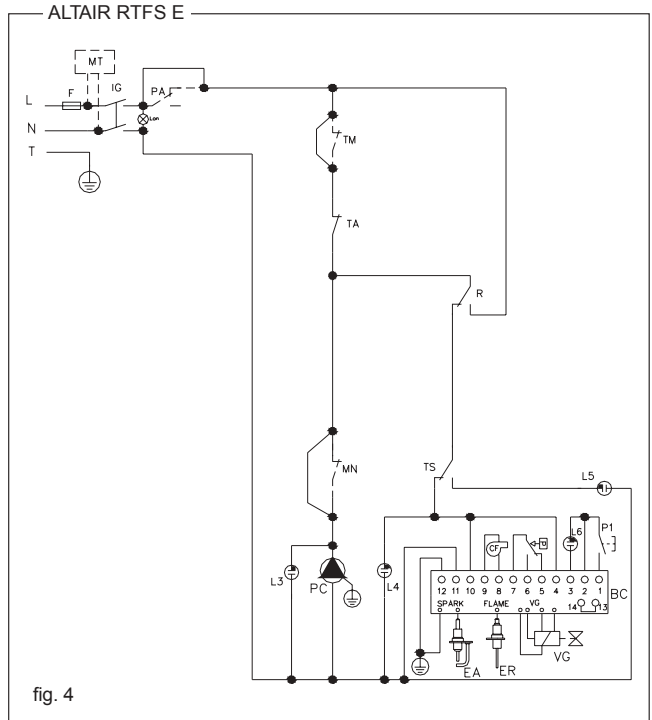 ALTAIR RTFS E
MT
F
IG
PA
L
Lon
N
T
TM
TA
R
MN
TS
L5
L3
PC
L4
CF
P
L6
P1
12 11 10 9 8 7 6 5 4 3 2 1
BC
SPARK FLAME VG 14 13
EA
ER
VG
fig. 4